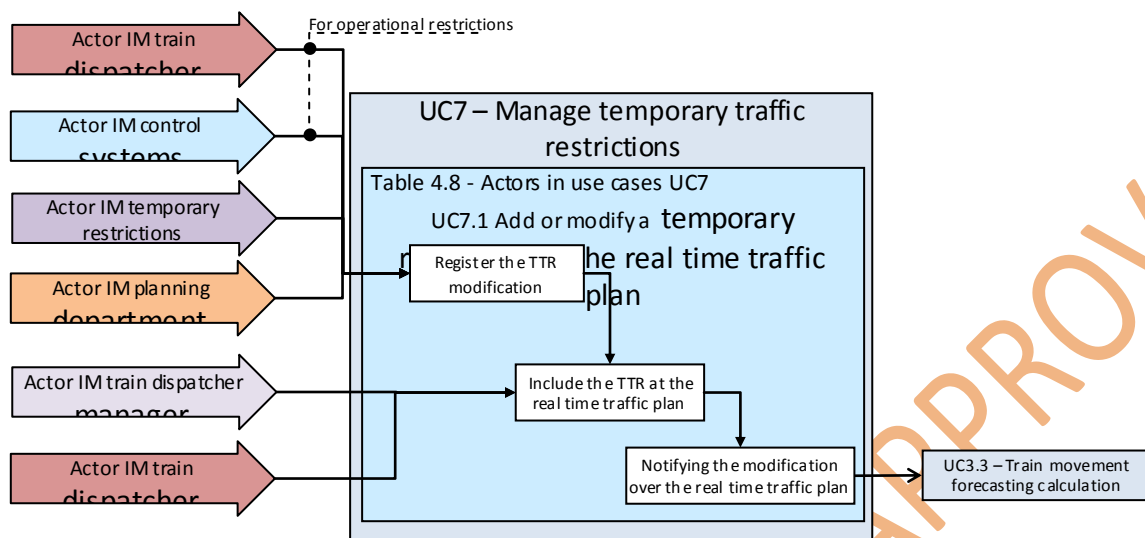 For operational restrictions
Actor IM train
dispatcher
Actor IM control
systems
Actor IM temporary
restrictions
Actor IM planning
department
Actor IM train dispatcher
manager
Actor IM train
dispatcher
UC7 – Manage temporary traffic
restrictions
Table 4.8 - Actors in use cases UC7
UC7.1 Add or modify a temporary
he real time traffic
plan
Register the TTR
modification
Include the TTR at the
real time traffic plan
Notifying the modification
over the real time traffic plan
UC3.3 – Train movement
forecasting calculation
APPROV